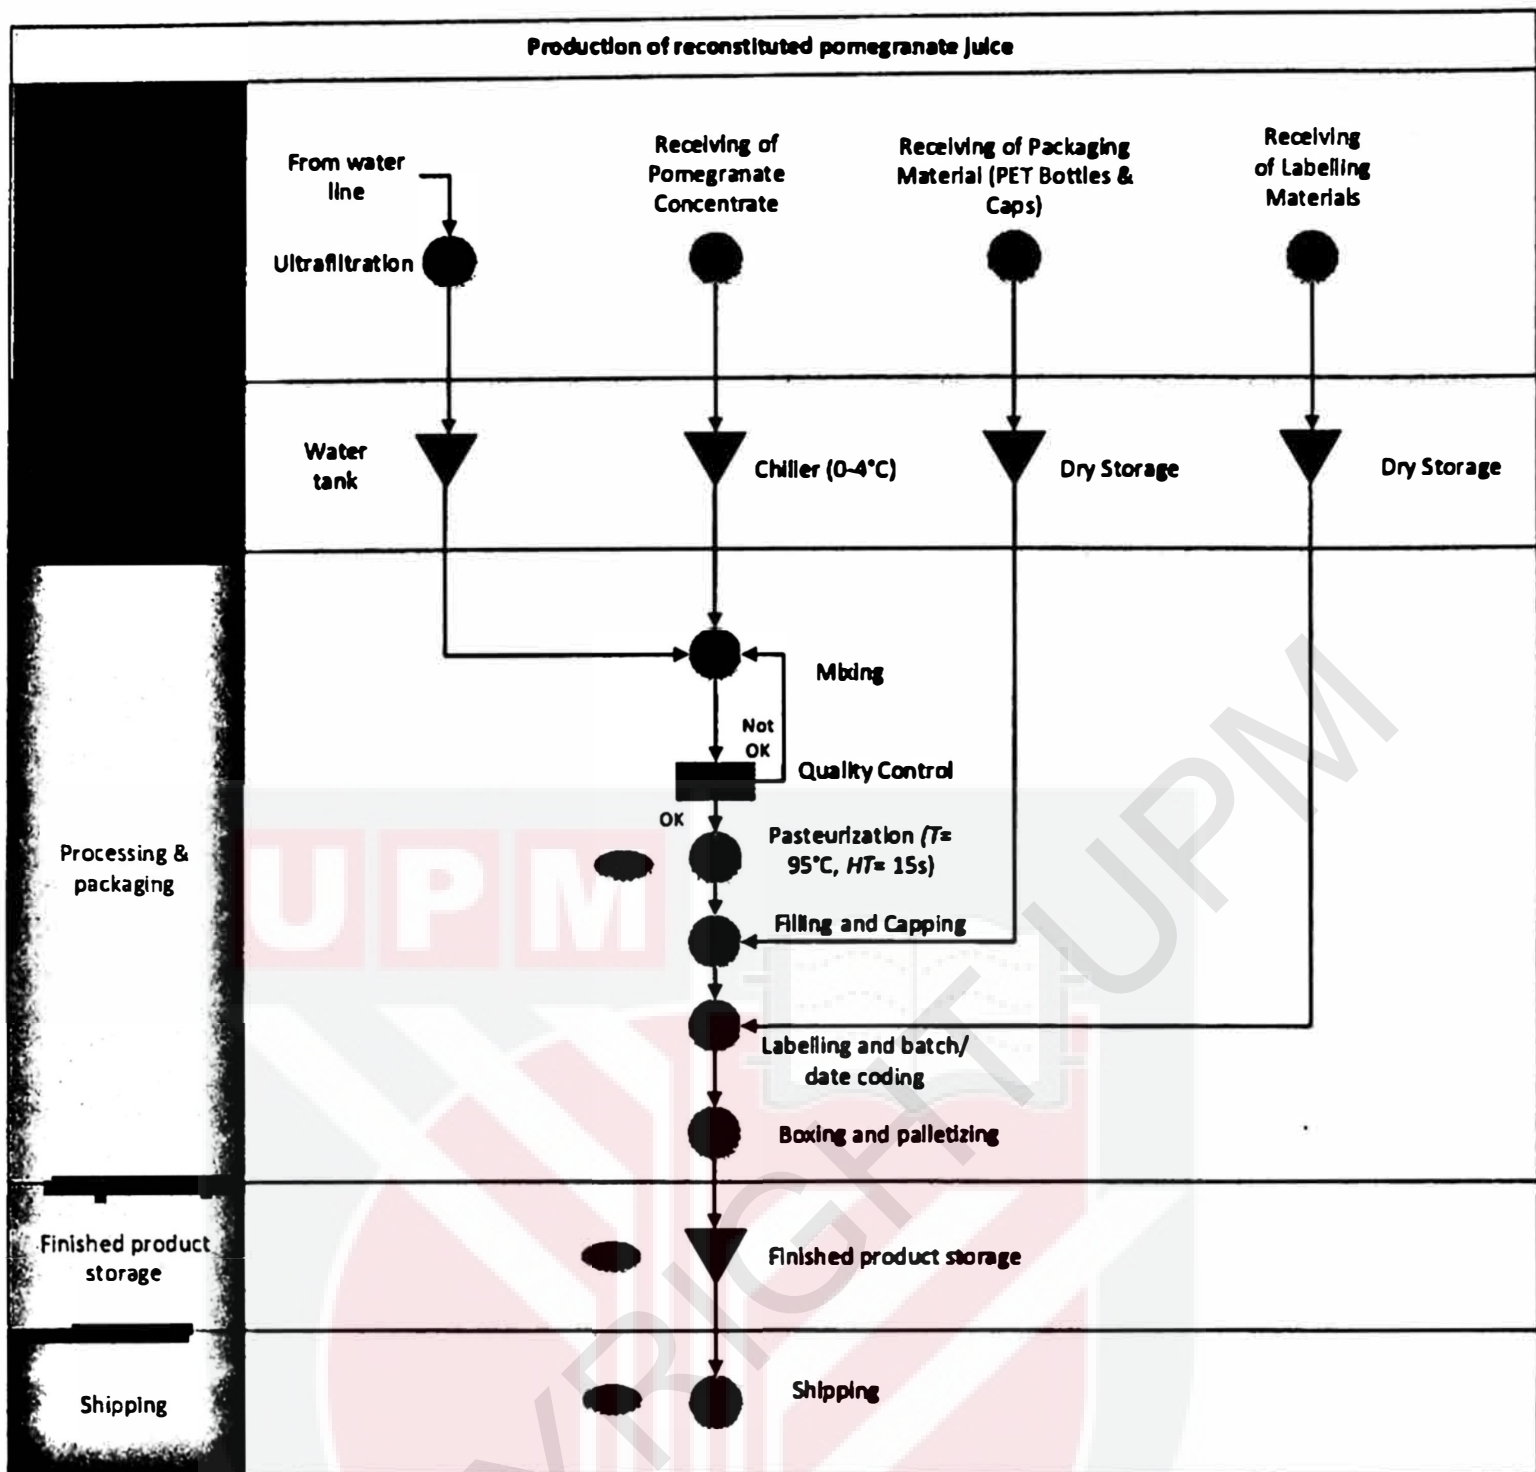 Production of reconstituted pomegranate juice
From water
line
Ultrafiltration
Receiving of
Pomegranate
Concentrate
Receiving of Packaging
Material (PET Bottles &
Caps)
Receiving
of Labelling
Materials
Water
tank
Chiller (0-4°C)
Dry Storage
Dry Storage
Mixing
Not
OK
Quality Control
OK
Pasteurization (T=
95°C, HT= 15s)
Filling and Capping
Labelling and batch/
date coding
Boxing and palletizing
Processing &
packaging
Finished product
storage
Finished product storage
Shipping
Shipping
UPM
YRIGHT UPM